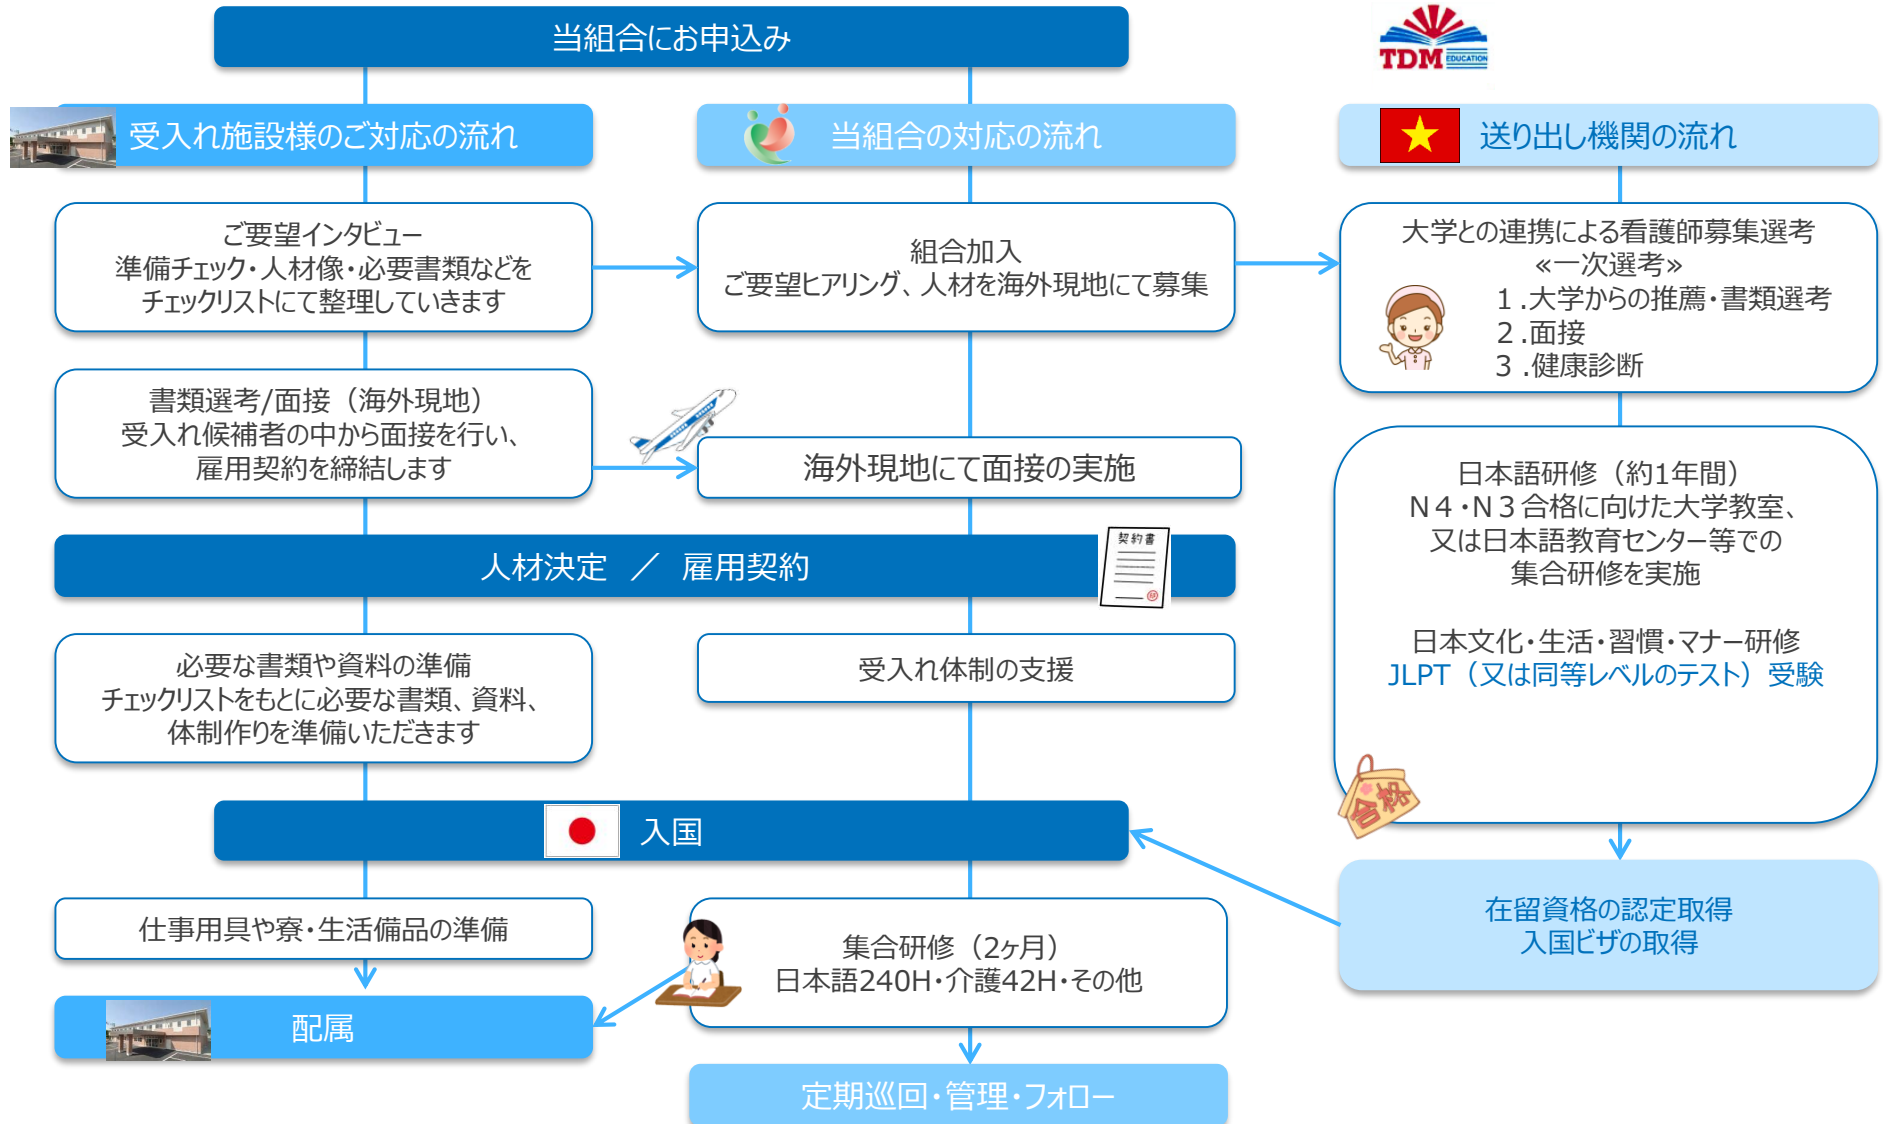 当組合にお申込み
TDM
EDUCATION
受入れ施設様のご対応の流れ
当組合の対応の流れ
送り出し機関の流れ
ご要望インタビュー
準備チェック・人材像・必要書類などを
チェックリストにて整理していきます
組合加入
ご要望ヒアリング、人材を海外現地にて募集
大学との連携による看護師募集選考
≪一次選考≫
１.大学からの推薦・書類選考
２.面接
３.健康診断
書類選考/面接（海外現地）
受入れ候補者の中から面接を行い、
雇用契約を締結します
海外現地にて面接の実施
日本語研修（約1年間）
Ｎ４・Ｎ３合格に向けた大学教室、
又は日本語教育センター等での
集合研修を実施
日本文化・生活・習慣・マナー研修
JLPT（又は同等レベルのテスト）受験
合格
人材決定　／　雇用契約
契約書
必要な書類や資料の準備
チェックリストをもとに必要な書類、資料、
体制作りを準備いただきます
受入れ体制の支援
入国
在留資格の認定取得
入国ビザの取得
仕事用具や寮・生活備品の準備
集合研修（2ヶ月）
日本語240H・介護42H・その他
配属
定期巡回・管理・フォロー